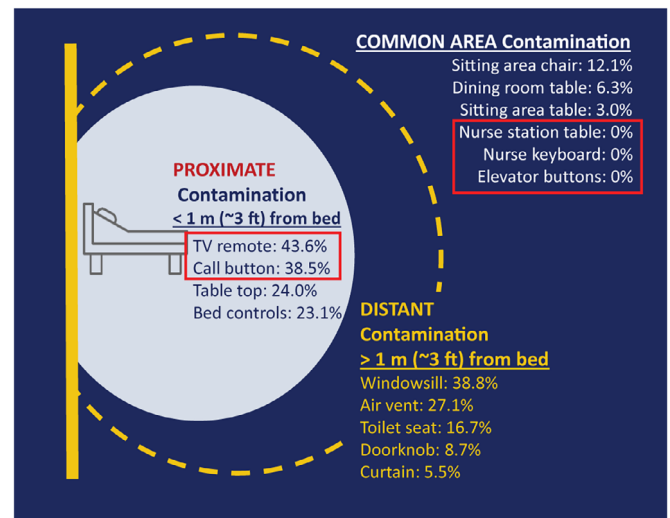 COMMON AREA Contamination
Sitting area chair: 12.1%
Dining room table: 6.3%
Sitting area table: 3.0%
Nurse station table: 0%
Nurse keyboard: 0%
Elevator buttons: 0%
PROXIMATE
Contamination
< 1 m (~3 ft) from bed
TV remote: 43.6%
Call button: 38.5%
Table top: 24.0%
Bed controls: 23.1%
DISTANT
Contamination
> 1 m (~3 ft) from bed
Windowsill: 38.8%
Air vent: 27.1%
Toilet seat: 16.7%
Doorknob: 8.7%
Curtain: 5.5%